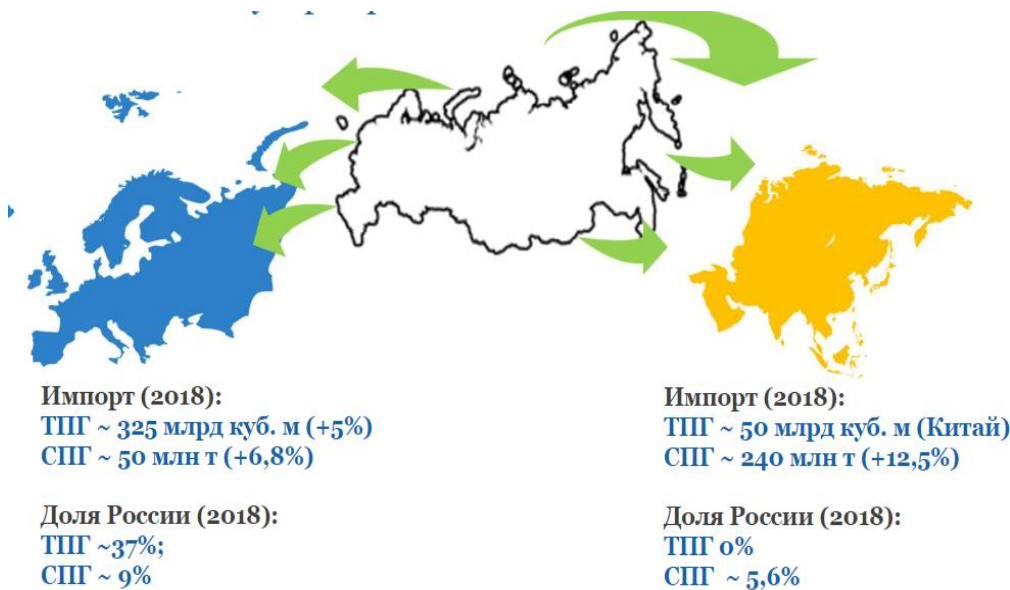 Импорт (2018):
ТПГ ~ 325 млрд куб. м (+5%)
СПГ ~ 50 млн т (+6,8%)
Доля России (2018):
ТПГ ~37%;
СПГ ~ 9%
Импорт (2018):
ТПГ ~ 50 млрд куб. м (Китай)
СПГ ~ 240 млн т (+12,5%)
Доля России (2018):
ТПГ 0%
СПГ ~ 5,6%